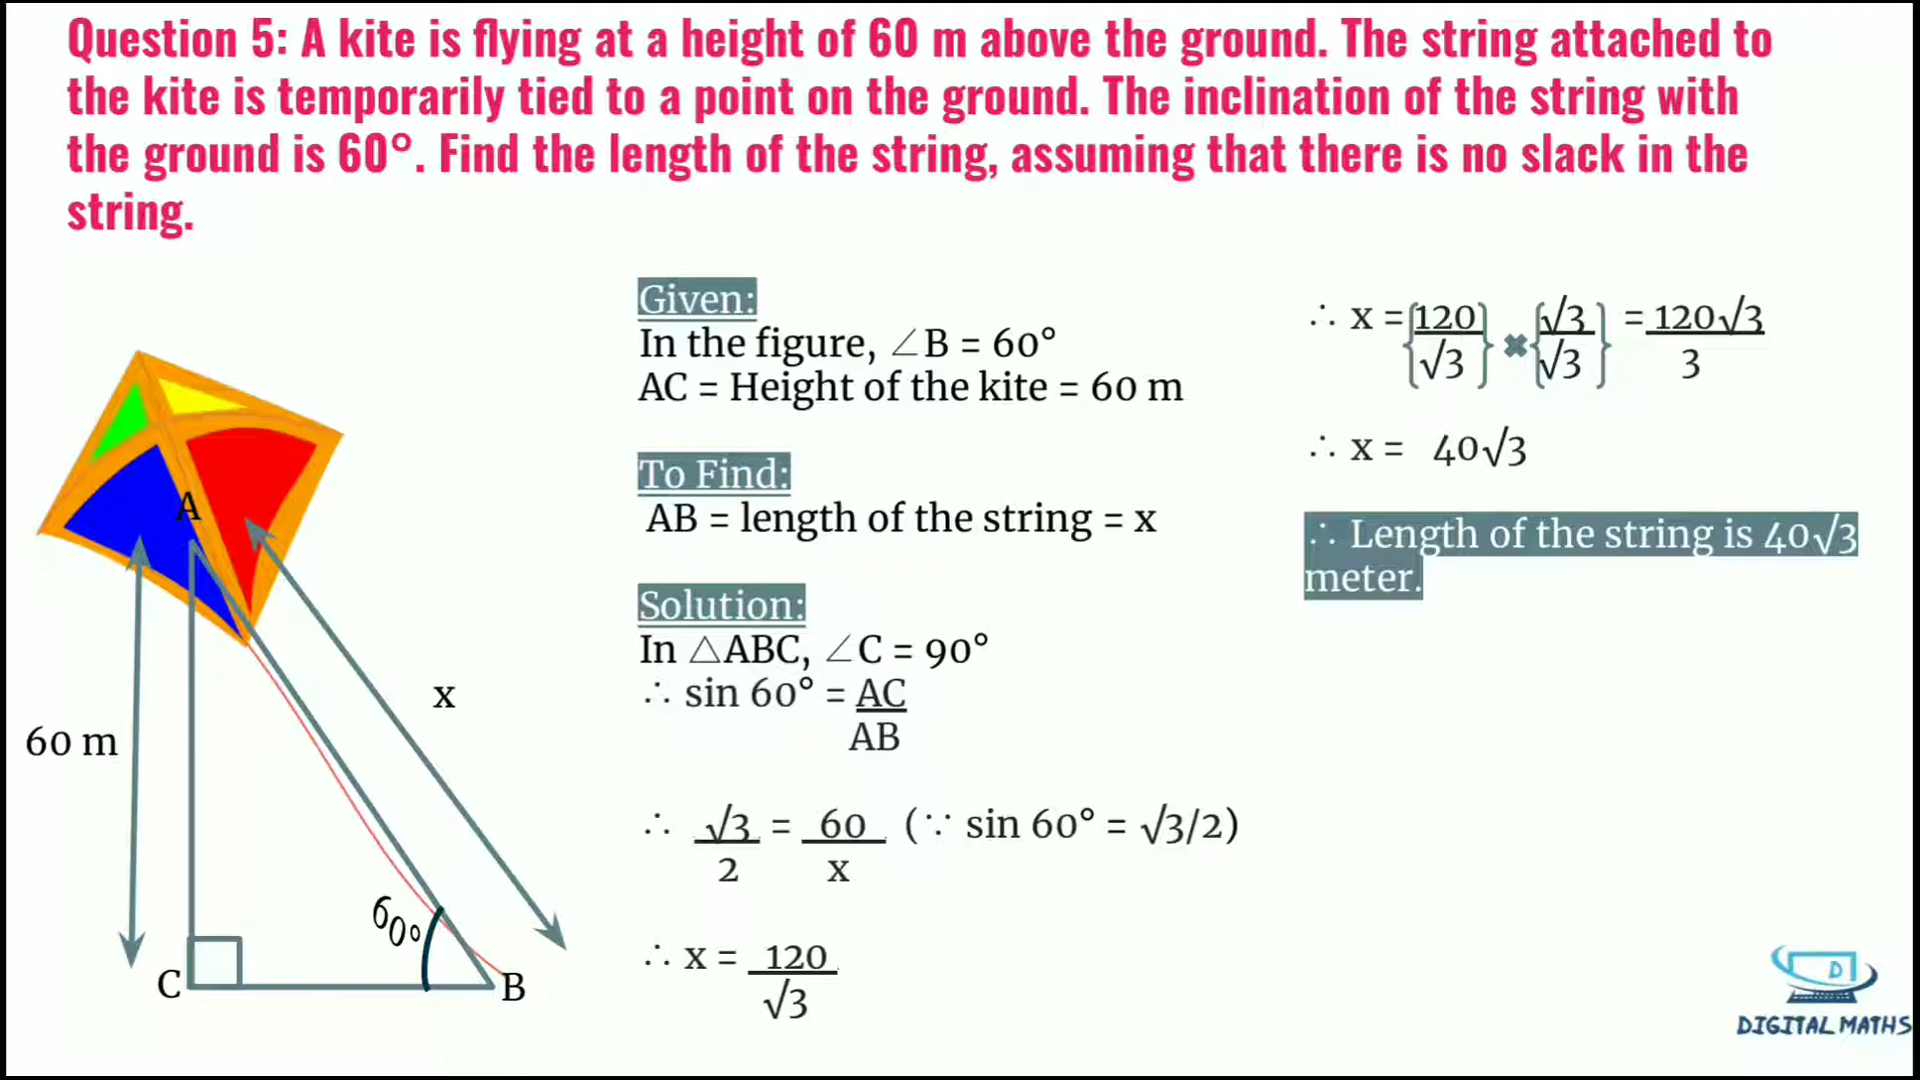 Question 5: A kite is flying at a height of 60 m above the ground. The string attached to
the kite is temporarily tied to a point on the ground. The inclination of the string with
the ground is 60°. Find the length of the string, assuming that there is no slack in the
string.
A
60 m
x
60°
C
B
Given:
In the figure, ∠B = 60°
AC = Height of the kite = 60 m
To Find:
AB = length of the string = x
Solution:
In △ABC, ∠C = 90°
∴ sin 60° = AC
AB
∴ √3 = 60 (∵ sin 60° = √3/2)
2 x
∴ x = 120
√3
∴ x = {120} ✖ {√3} = 120√3
{√3} {√3} 3
∴ x = 40√3
∴ Length of the string is 40√3
meter.
D
DIGITAL MATHS